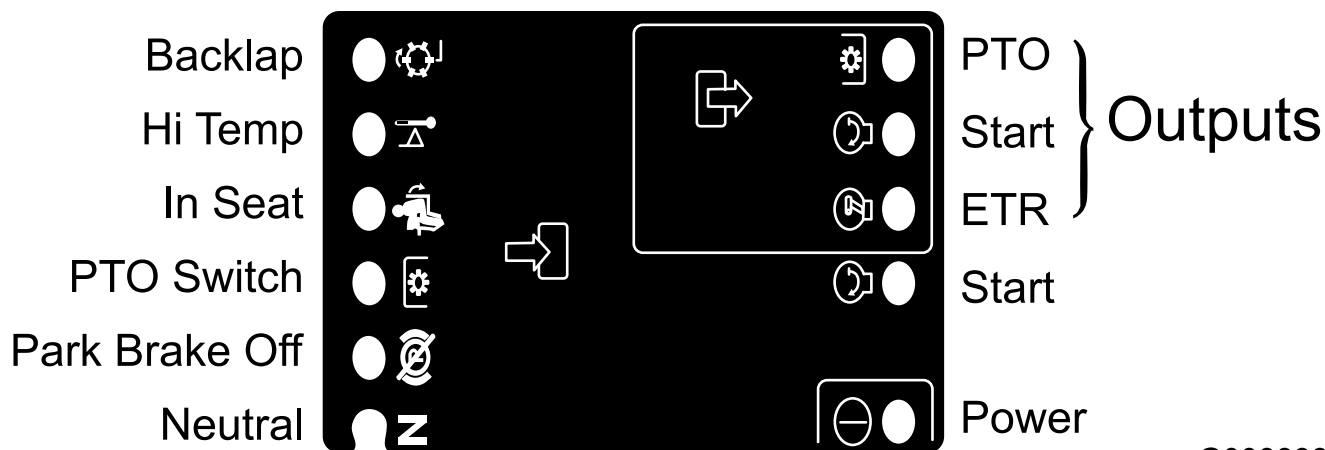 Backlap
Hi Temp
In Seat
PTO Switch
Park Brake Off
Neutral
N
PTO
Start
ETR
Outputs
Start
Power